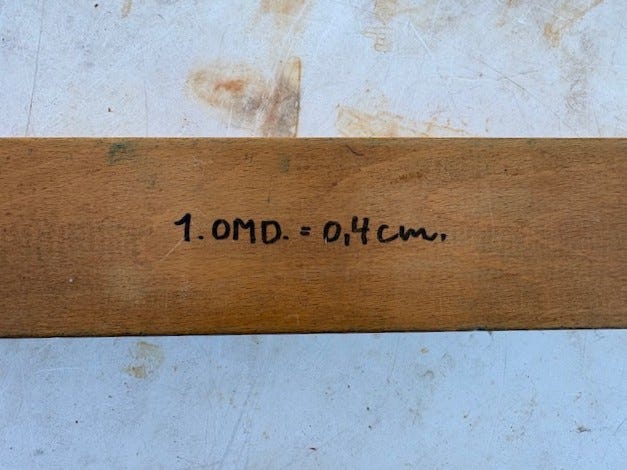 1. OMD. = 0,4 cm.